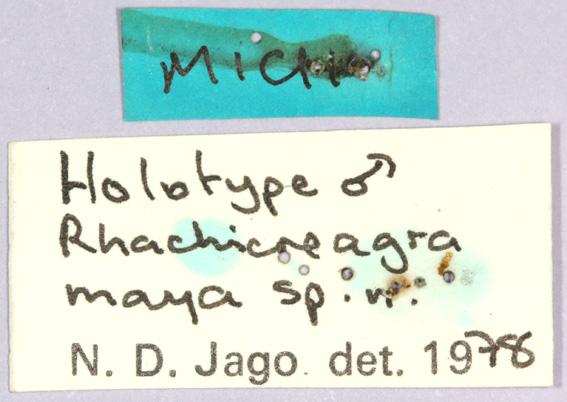 Holotype ♂
Rhachicreagra
maya sp. n.
N. D. Jago. det. 1978